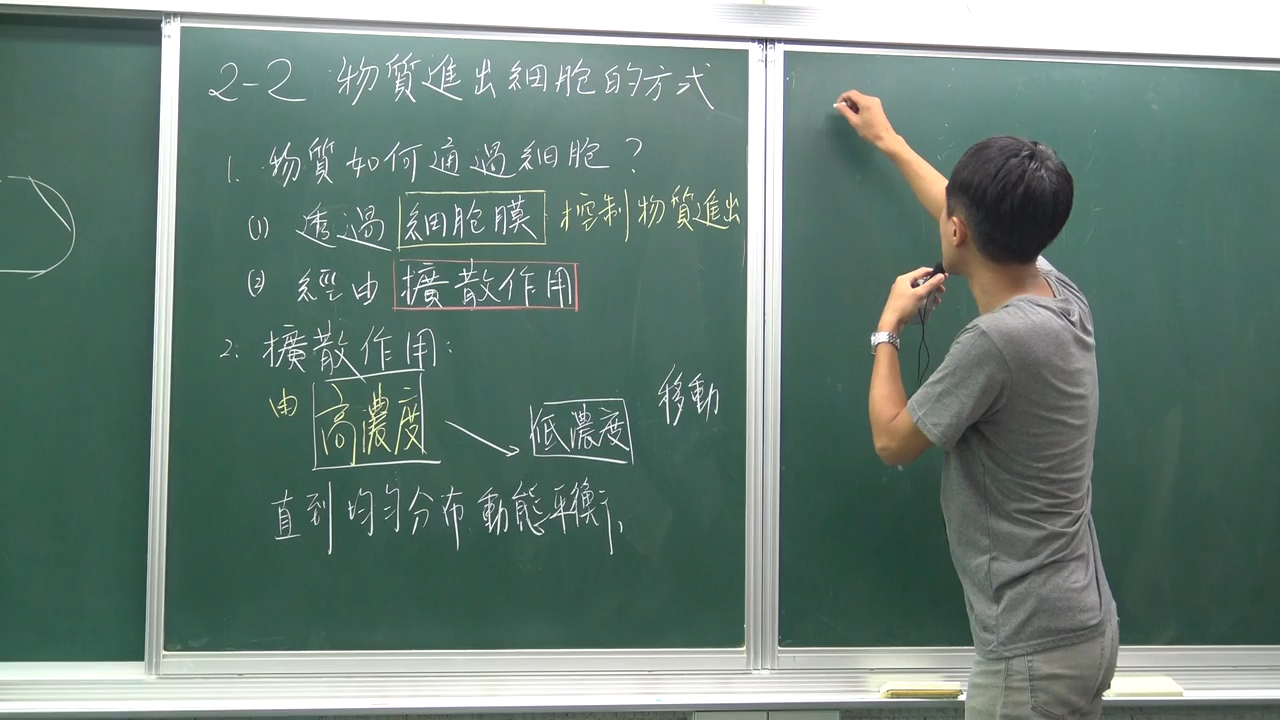 2-2 物質進出細胞的方式
1. 物質如何通過細胞?
(1) 透過 細胞膜 控制物質進出
(2) 經由 擴散作用
2. 擴散作用:
由 高濃度 → 低濃度 移動
直到均勻分布 動能平衡